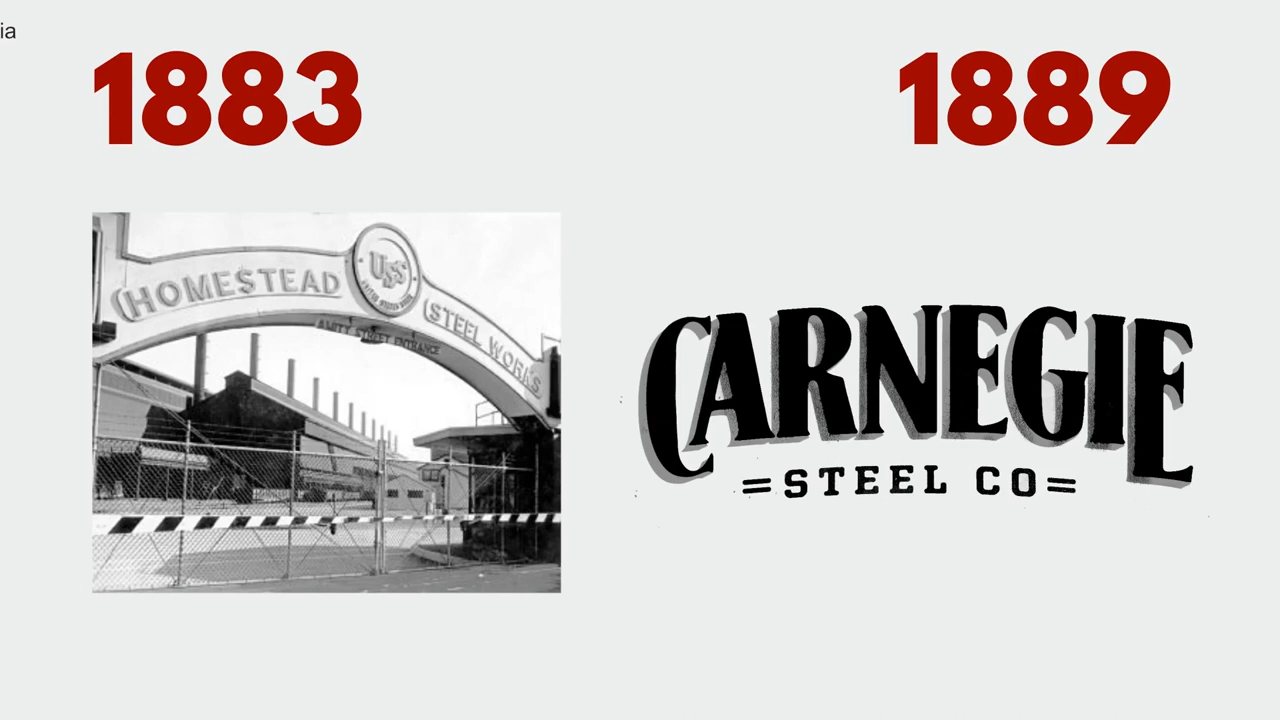 ia
1883
1889
HOMESTEAD
USS
STEEL WORKS
AMITY STREET ENTRANCE
CARNEGIE
=STEEL CO=